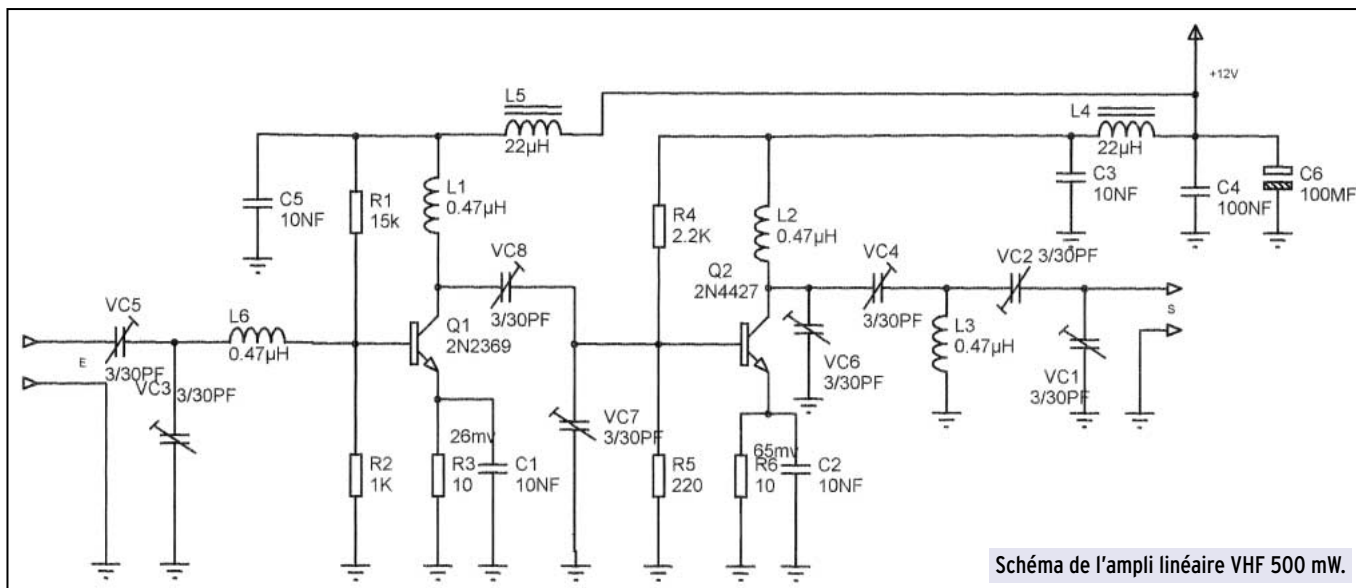 +12V
L5
22µH
L4
22µH
C5
10NF
R1
15k
L1
0.47µH
R4
2.2K
L2
0.47µH
C3
10NF
C4
100NF
C6
100MF
VC5
3/30PF
E
VC3
3/30PF
L6
0.47µH
VC8
3/30PF
Q1
2N2369
Q2
2N4427
VC4
3/30PF
VC2
3/30PF
S
L3
0.47µH
VC6
3/30PF
VC1
3/30PF
VC7
3/30PF
R2
1K
26mv
R3
10
C1
10NF
R5
220
65mv
R6
10
C2
10NF
Schéma de l'ampli linéaire VHF 500 mW.